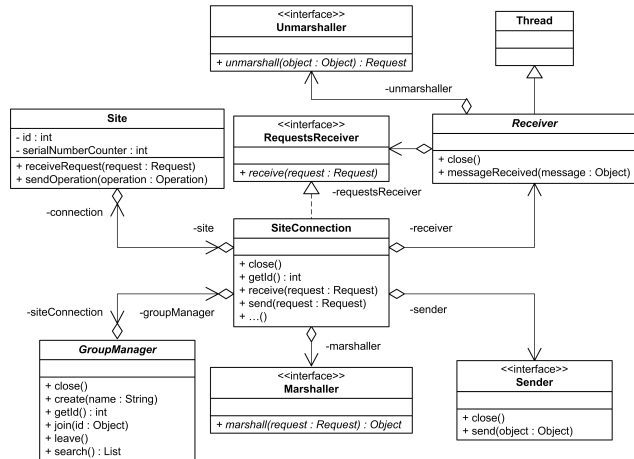 <<interface>>
Unmarshaller
+ unmarshall(object : Object) : Request
Thread
-unmarshaller
Site
- id : int
- serialNumberCounter : int
+ receiveRequest(request : Request)
+ sendOperation(operation : Operation)
<<interface>>
RequestsReceiver
+ receive(request : Request)
Receiver
+ close()
+ messageReceived(message : Object)
-requestsReceiver
-connection
-site
SiteConnection
+ close()
+ getId() : int
+ receive(request : Request)
+ send(request : Request)
+ ...()
-receiver
-siteConnection
-groupManager
-sender
-marshaller
GroupManager
+ close()
+ create(name : String)
+ getId() : int
+ join(id : Object)
+ leave()
+ search() : List
<<interface>>
Marshaller
+ marshall(request : Request) : Object
<<interface>>
Sender
+ close()
+ send(object : Object)